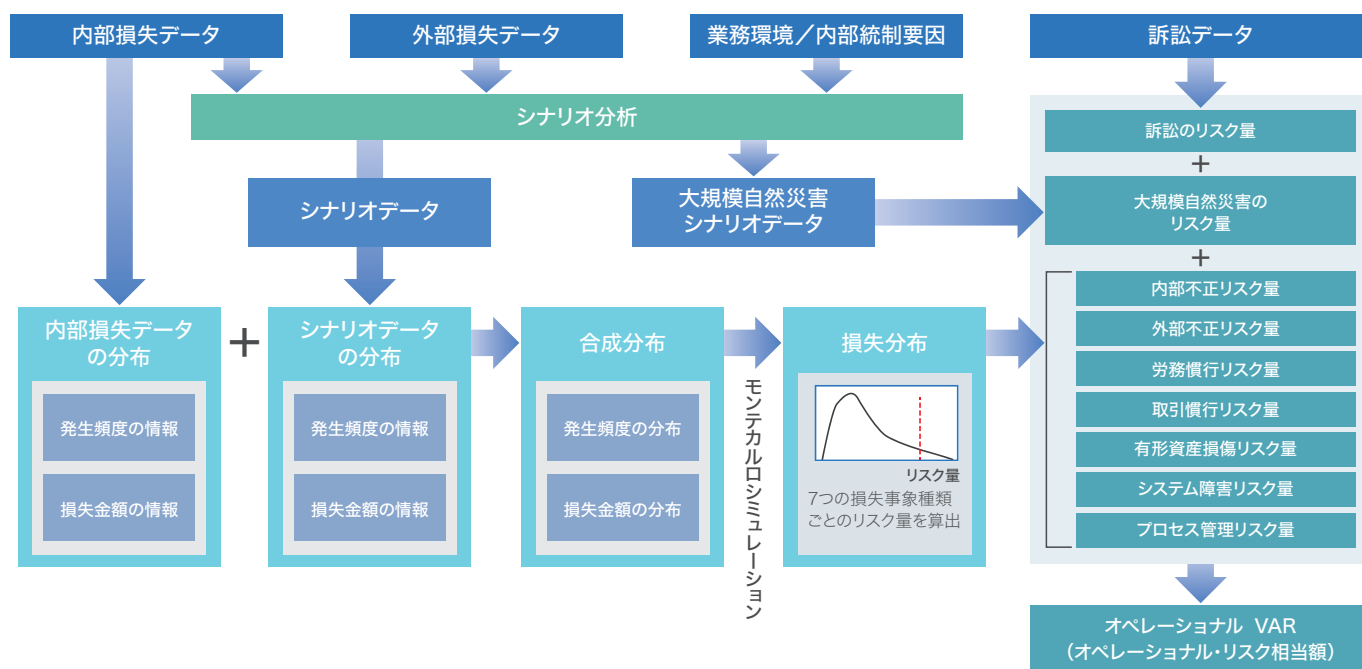 内部損失データ
外部損失データ
業務環境／内部統制要因
訴訟データ
シナリオ分析
シナリオデータ
大規模自然災害
シナリオデータ
内部損失データ
の分布
発生頻度の情報
損失金額の情報
＋
シナリオデータ
の分布
発生頻度の情報
損失金額の情報
合成分布
発生頻度の分布
損失金額の分布
モンテカルロシミュレーション
損失分布
リスク量
7つの損失事象種類
ごとのリスク量を算出
訴訟のリスク量
＋
大規模自然災害の
リスク量
＋
内部不正リスク量
外部不正リスク量
労務慣行リスク量
取引慣行リスク量
有形資産損傷リスク量
システム障害リスク量
プロセス管理リスク量
オペレーショナル VAR
（オペレーショナル・リスク相当額）